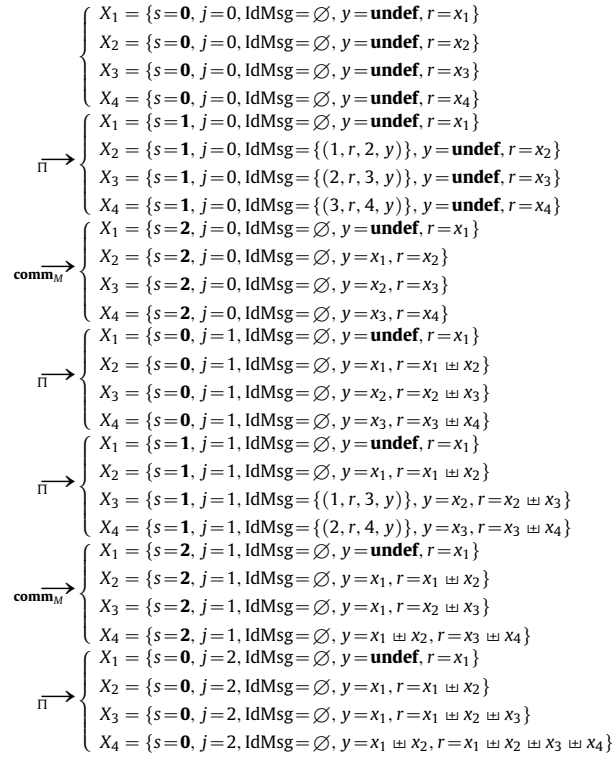 X₁ = {s=0, j=0, IdMsg=∅, y=undef, r=x₁}
X₂ = {s=0, j=0, IdMsg=∅, y=undef, r=x₂}
X₃ = {s=0, j=0, IdMsg=∅, y=undef, r=x₃}
X₄ = {s=0, j=0, IdMsg=∅, y=undef, r=x₄}
X₁ = {s=1, j=0, IdMsg=∅, y=undef, r=x₁}
X₂ = {s=1, j=0, IdMsg={(1, r, 2, y)}, y=undef, r=x₂}
Π⟶ X₃ = {s=1, j=0, IdMsg={(2, r, 3, y)}, y=undef, r=x₃}
X₄ = {s=1, j=0, IdMsg={(3, r, 4, y)}, y=undef, r=x₄}
X₁ = {s=2, j=0, IdMsg=∅, y=undef, r=x₁}
X₂ = {s=2, j=0, IdMsg=∅, y=x₁, r=x₂}
comm_M⟶ X₃ = {s=2, j=0, IdMsg=∅, y=x₂, r=x₃}
X₄ = {s=2, j=0, IdMsg=∅, y=x₃, r=x₄}
X₁ = {s=0, j=1, IdMsg=∅, y=undef, r=x₁}
X₂ = {s=0, j=1, IdMsg=∅, y=x₁, r=x₁ ⊞ x₂}
Π⟶ X₃ = {s=0, j=1, IdMsg=∅, y=x₂, r=x₂ ⊞ x₃}
X₄ = {s=0, j=1, IdMsg=∅, y=x₃, r=x₃ ⊞ x₄}
X₁ = {s=1, j=1, IdMsg=∅, y=undef, r=x₁}
X₂ = {s=1, j=1, IdMsg=∅, y=x₁, r=x₁ ⊞ x₂}
Π⟶ X₃ = {s=1, j=1, IdMsg={(1, r, 3, y)}, y=x₂, r=x₂ ⊞ x₃}
X₄ = {s=1, j=1, IdMsg={(2, r, 4, y)}, y=x₃, r=x₃ ⊞ x₄}
X₁ = {s=2, j=1, IdMsg=∅, y=undef, r=x₁}
X₂ = {s=2, j=1, IdMsg=∅, y=x₁, r=x₁ ⊞ x₂}
comm_M⟶ X₃ = {s=2, j=1, IdMsg=∅, y=x₁, r=x₂ ⊞ x₃}
X₄ = {s=2, j=1, IdMsg=∅, y=x₁ ⊞ x₂, r=x₃ ⊞ x₄}
X₁ = {s=0, j=2, IdMsg=∅, y=undef, r=x₁}
X₂ = {s=0, j=2, IdMsg=∅, y=x₁, r=x₁ ⊞ x₂}
Π⟶ X₃ = {s=0, j=2, IdMsg=∅, y=x₁, r=x₁ ⊞ x₂ ⊞ x₃}
X₄ = {s=0, j=2, IdMsg=∅, y=x₁ ⊞ x₂, r=x₁ ⊞ x₂ ⊞ x₃ ⊞ x₄}